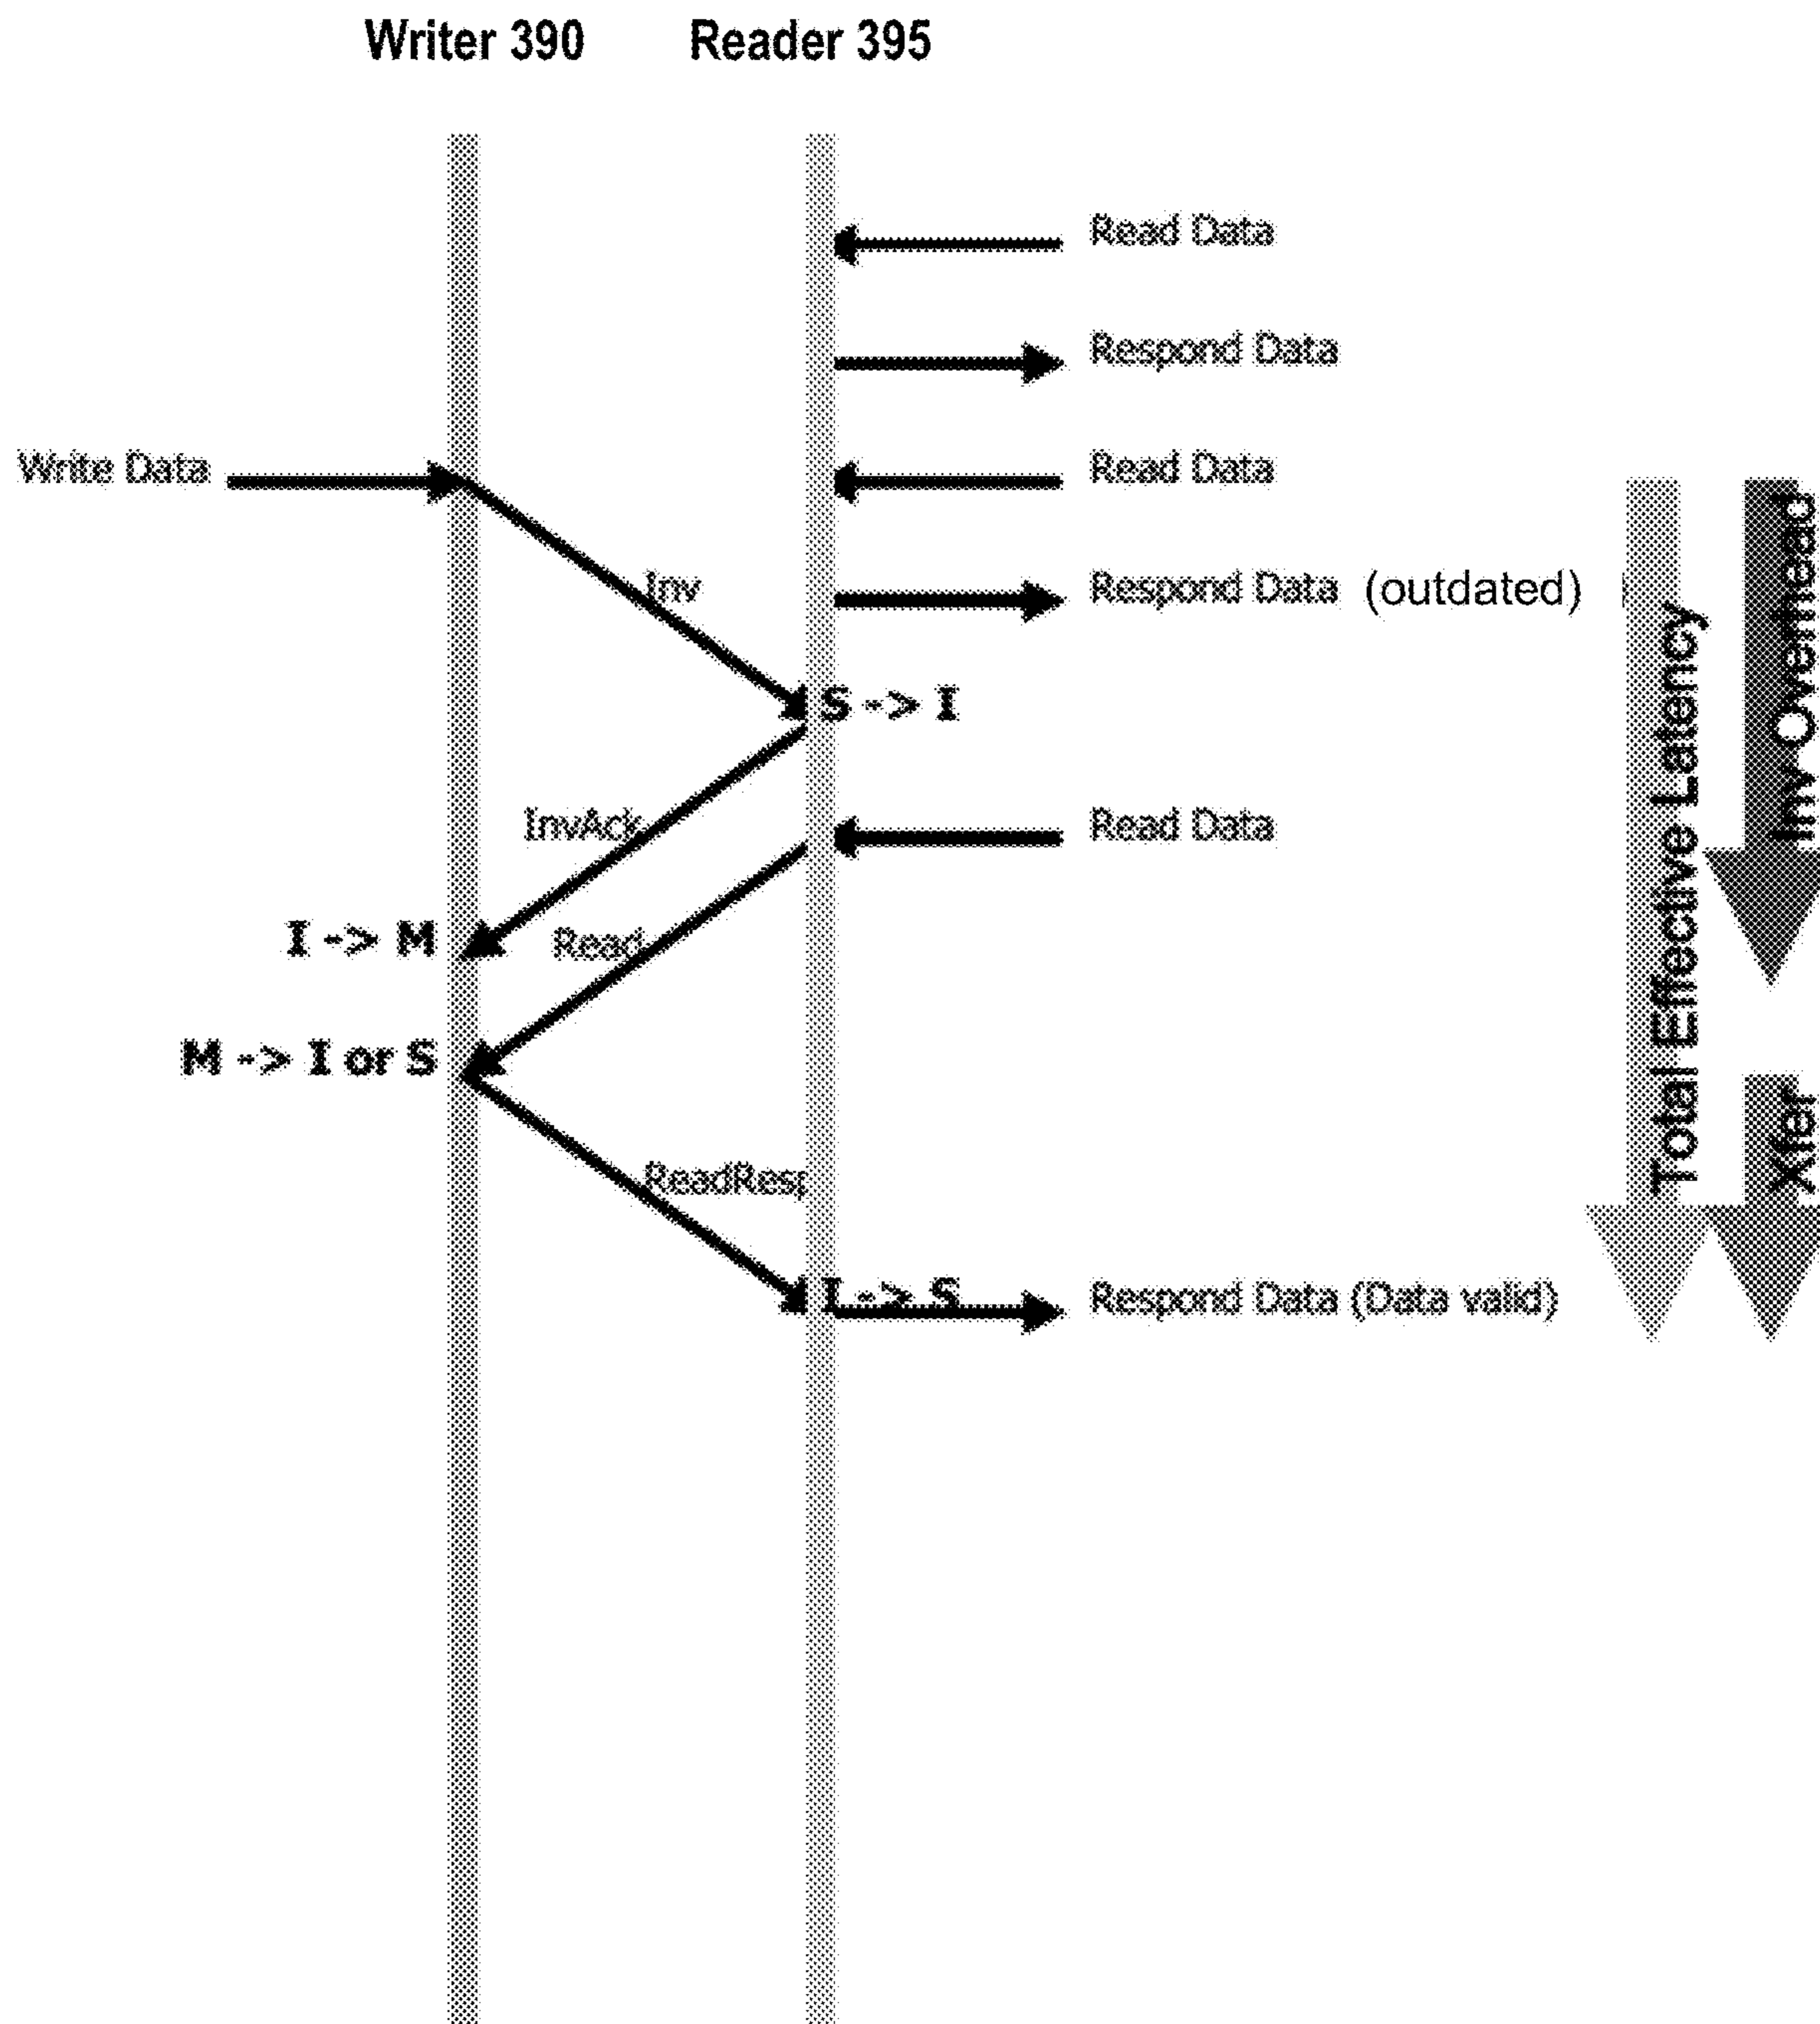 Writer 390 Reader 395
Read Data
Respond Data
Write Data
Read Data
Inv
Respond Data (outdated)
S -> I
InvAck
Read Data
I -> M
Read
M -> I or S
ReadResp
I -> S
Respond Data (Data valid)
Total Effective Latency
Inv Overhead
Xfer